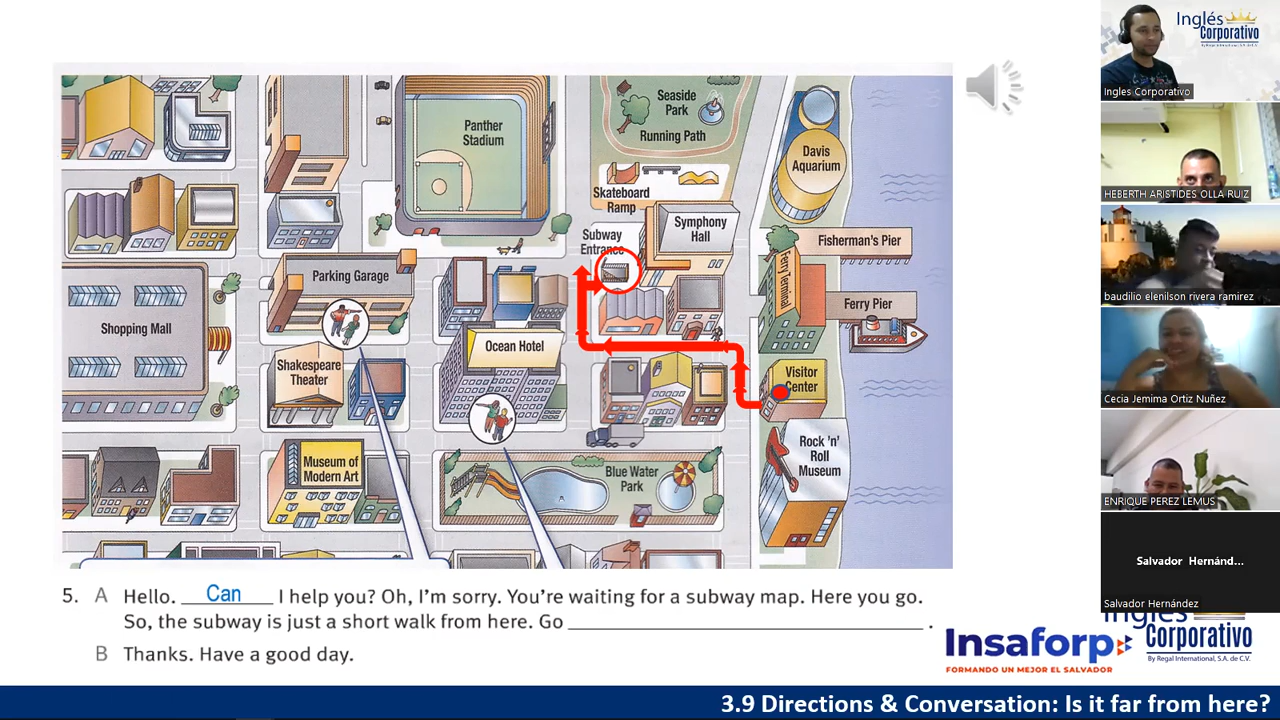 Inglés
Corporativo
By Regal International, S.A. de C.V.
Ingles Corporativo
HEBERTH ARISTIDES OLLA RUIZ
baudilio elenilson rivera ramirez
Cecia Jemima Ortiz Nuñez
ENRIQUE PEREZ LEMUS
Salvador Hernánd...
Salvador Hernández
Panther
Stadium
Seaside
Park
Running Path
Davis
Aquarium
Skateboard
Ramp
Subway
Entrance
Symphony
Hall
Fisherman's Pier
Ferry Terminal
Ferry Pier
Parking Garage
Shopping Mall
Shakespeare
Theater
Ocean Hotel
Visitor
Center
Museum of
Modern Art
Blue Water
Park
Rock 'n'
Roll
Museum
5. A Hello. Can I help you? Oh, I'm sorry. You're waiting for a subway map. Here you go.
So, the subway is just a short walk from here. Go ______ .
B Thanks. Have a good day.
Insaforp
FORMANDO UN MEJOR EL SALVADOR
Inglés
Corporativo
By Regal International, S.A. de C.V.
3.9 Directions & Conversation: Is it far from here?